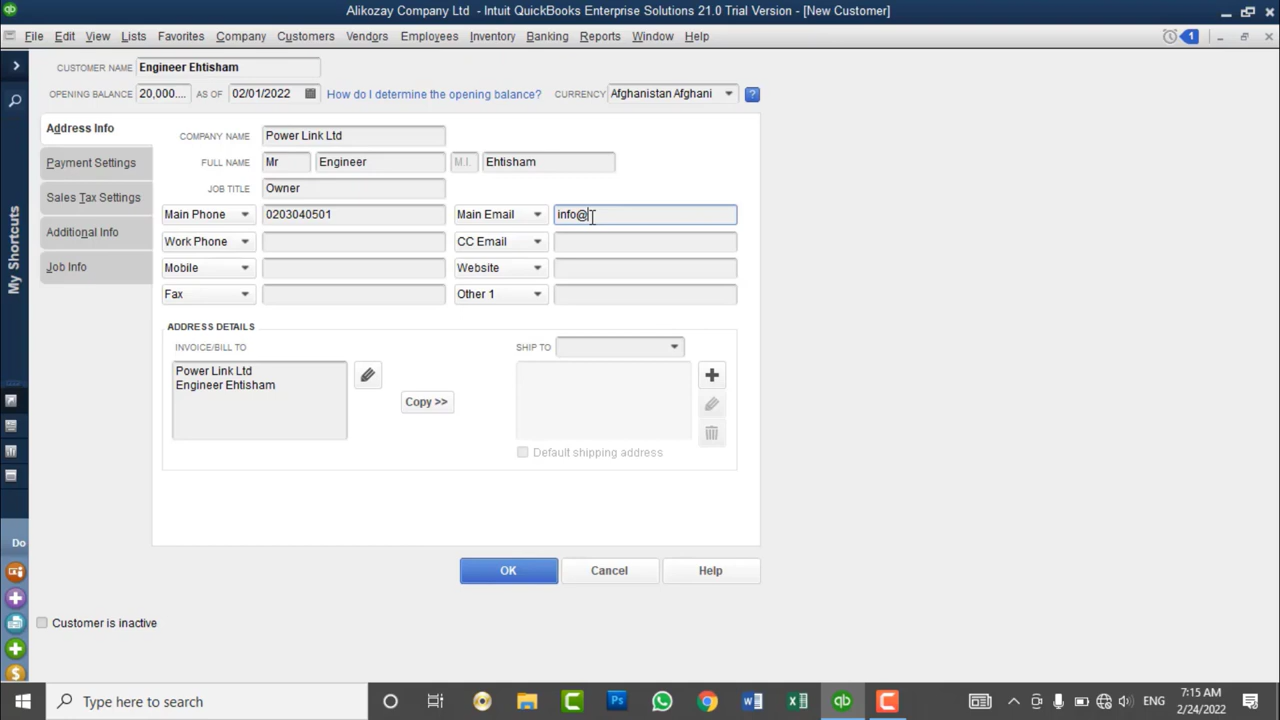 Alikozay Company Ltd - Intuit QuickBooks Enterprise Solutions 21.0 Trial Version - [New Customer]
File Edit View Lists Favorites Company Customers Vendors Employees Inventory Banking Reports Window Help 1
CUSTOMER NAME Engineer Ehtisham
OPENING BALANCE 20,000.... AS OF 02/01/2022 How do I determine the opening balance? CURRENCY Afghanistan Afghani ?
Address Info
Payment Settings
Sales Tax Settings
Additional Info
Job Info
COMPANY NAME Power Link Ltd
FULL NAME Mr Engineer M.I. Ehtisham
JOB TITLE Owner
Main Phone 0203040501 Main Email info@
Work Phone CC Email
Mobile Website
Fax Other 1
ADDRESS DETAILS
INVOICE/BILL TO SHIP TO
Power Link Ltd
Engineer Ehtisham
Copy >>
Default shipping address
OK Cancel Help
Customer is inactive
My Shortcuts
Do
Type here to search
ENG
7:15 AM
2/24/2022